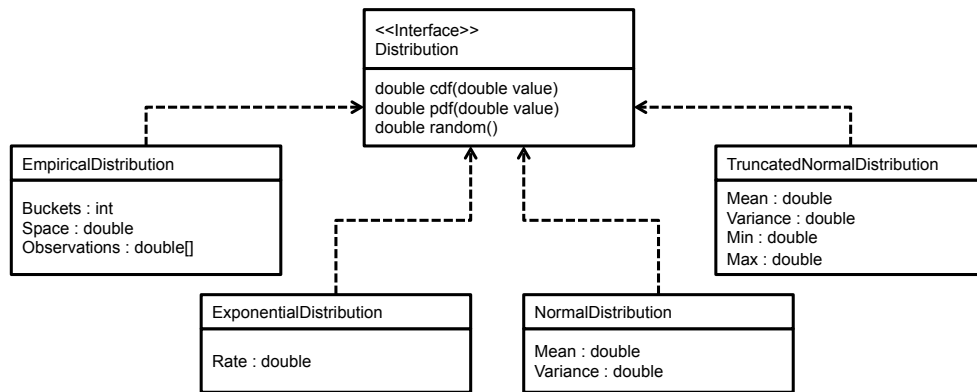 <<Interface>>
Distribution
double cdf(double value)
double pdf(double value)
double random()
EmpiricalDistribution
Buckets : int
Space : double
Observations : double[]
TruncatedNormalDistribution
Mean : double
Variance : double
Min : double
Max : double
ExponentialDistribution
Rate : double
NormalDistribution
Mean : double
Variance : double